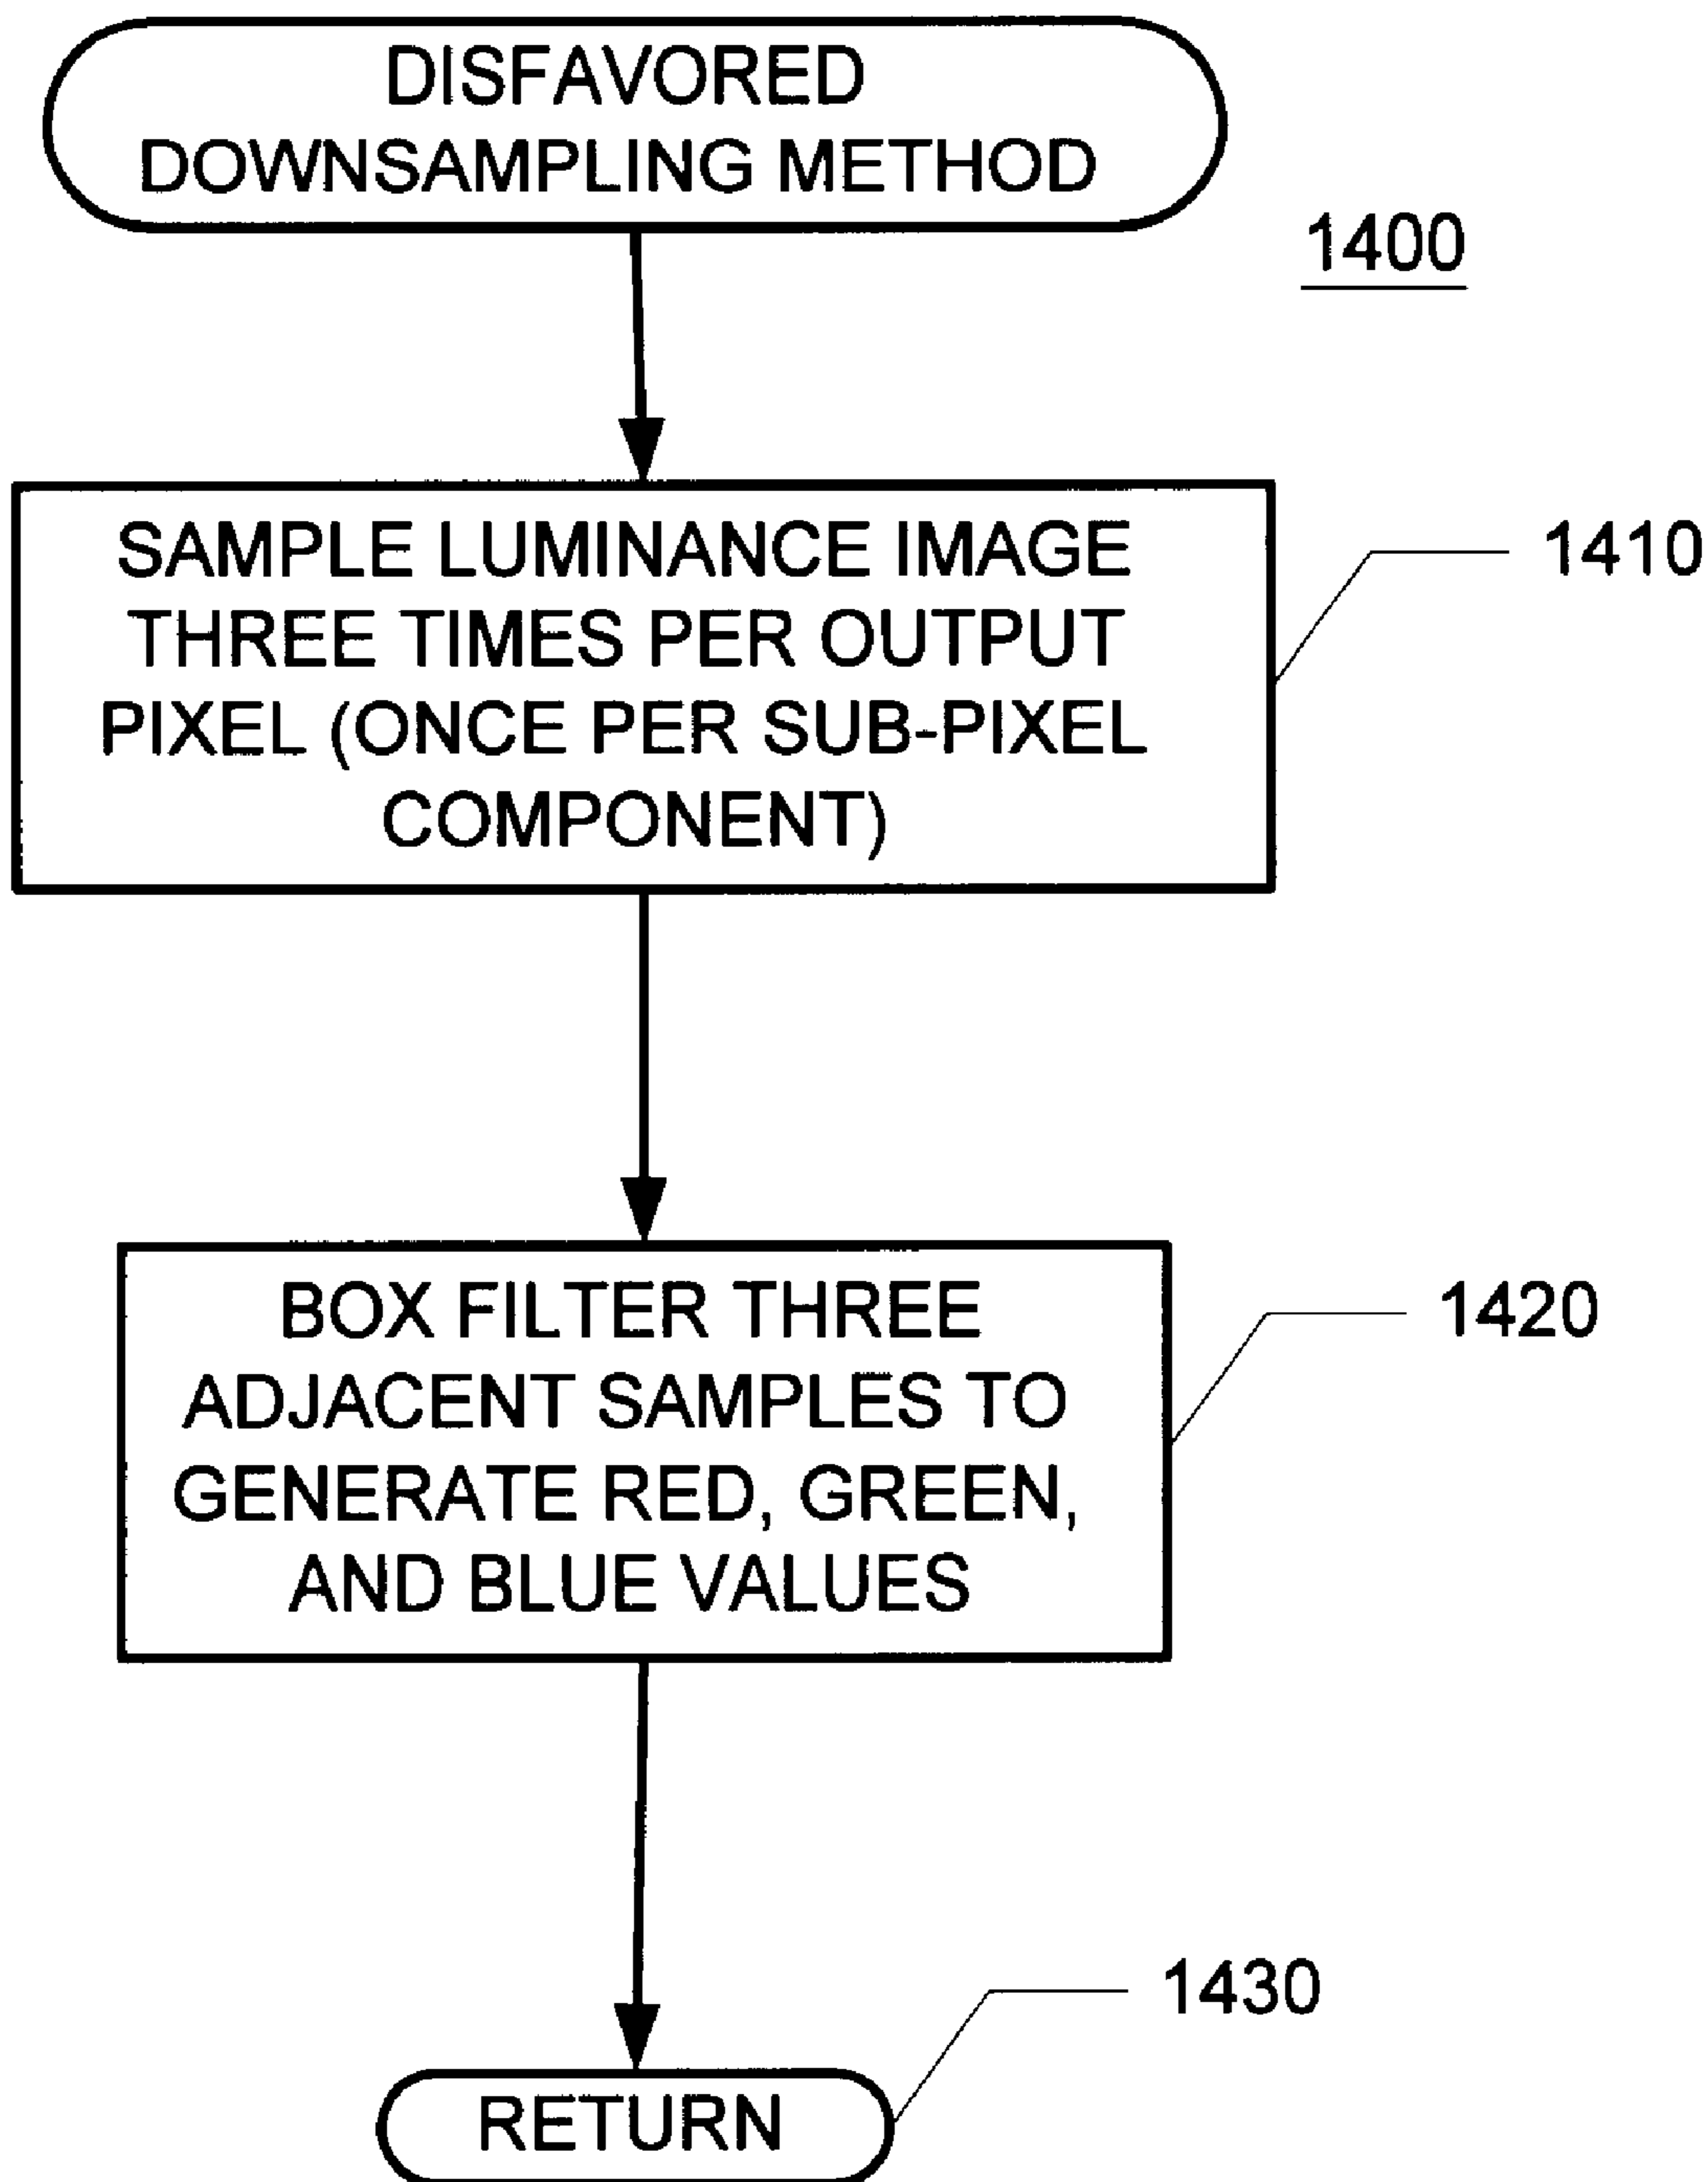 DISFAVORED
DOWNSAMPLING METHOD
1400
SAMPLE LUMINANCE IMAGE
THREE TIMES PER OUTPUT
PIXEL (ONCE PER SUB-PIXEL
COMPONENT)
1410
BOX FILTER THREE
ADJACENT SAMPLES TO
GENERATE RED, GREEN,
AND BLUE VALUES
1420
1430
RETURN